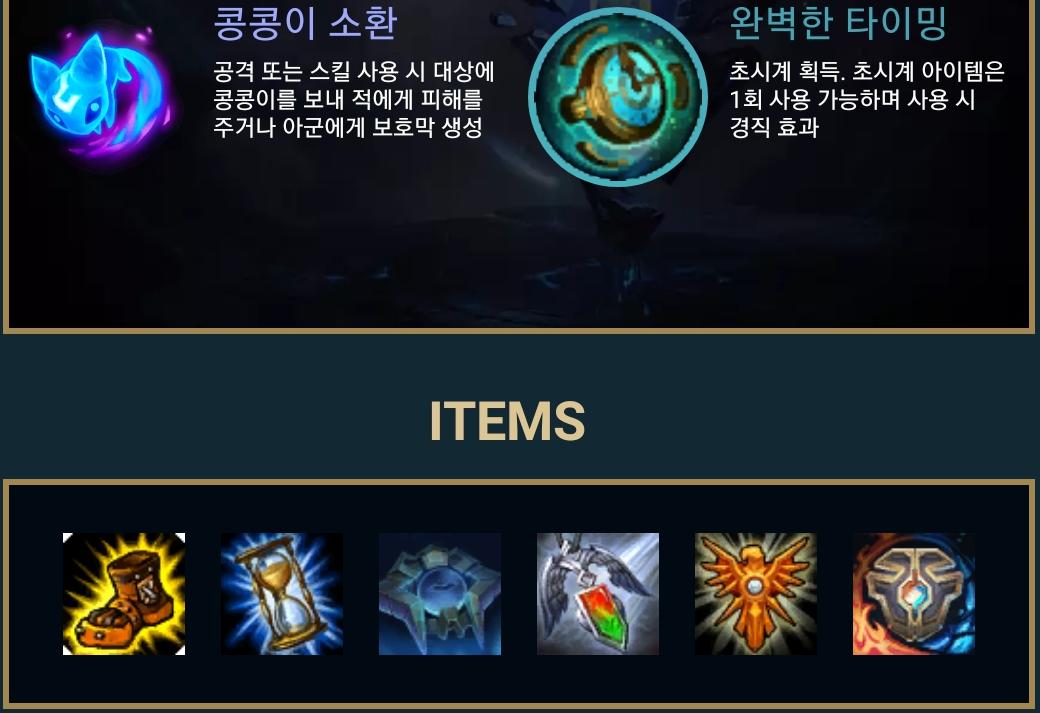 콩콩이 소환
공격 또는 스킬 사용 시 대상에
콩콩이를 보내 적에게 피해를
주거나 아군에게 보호막 생성
완벽한 타이밍
초시계 획득. 초시계 아이템은
1회 사용 가능하며 사용 시
경직 효과
ITEMS